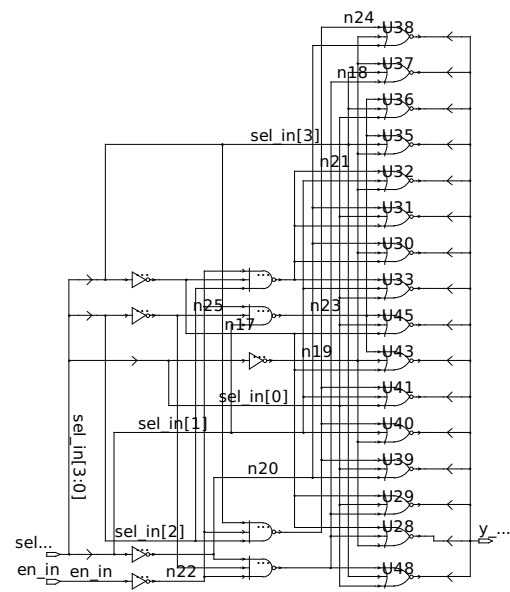 n24
U38
n18
U37
U36
sel_in[3]
U35
n21
U32
U31
U30
U33
n25
n23
U45
n17
n19
U43
sel_in[0]
U41
sel_in[1]
U40
sel_in[3:0]
n20
U39
U29
sel_in[2]
U28
y_...
sel...
en_in
en_in
n22
U48